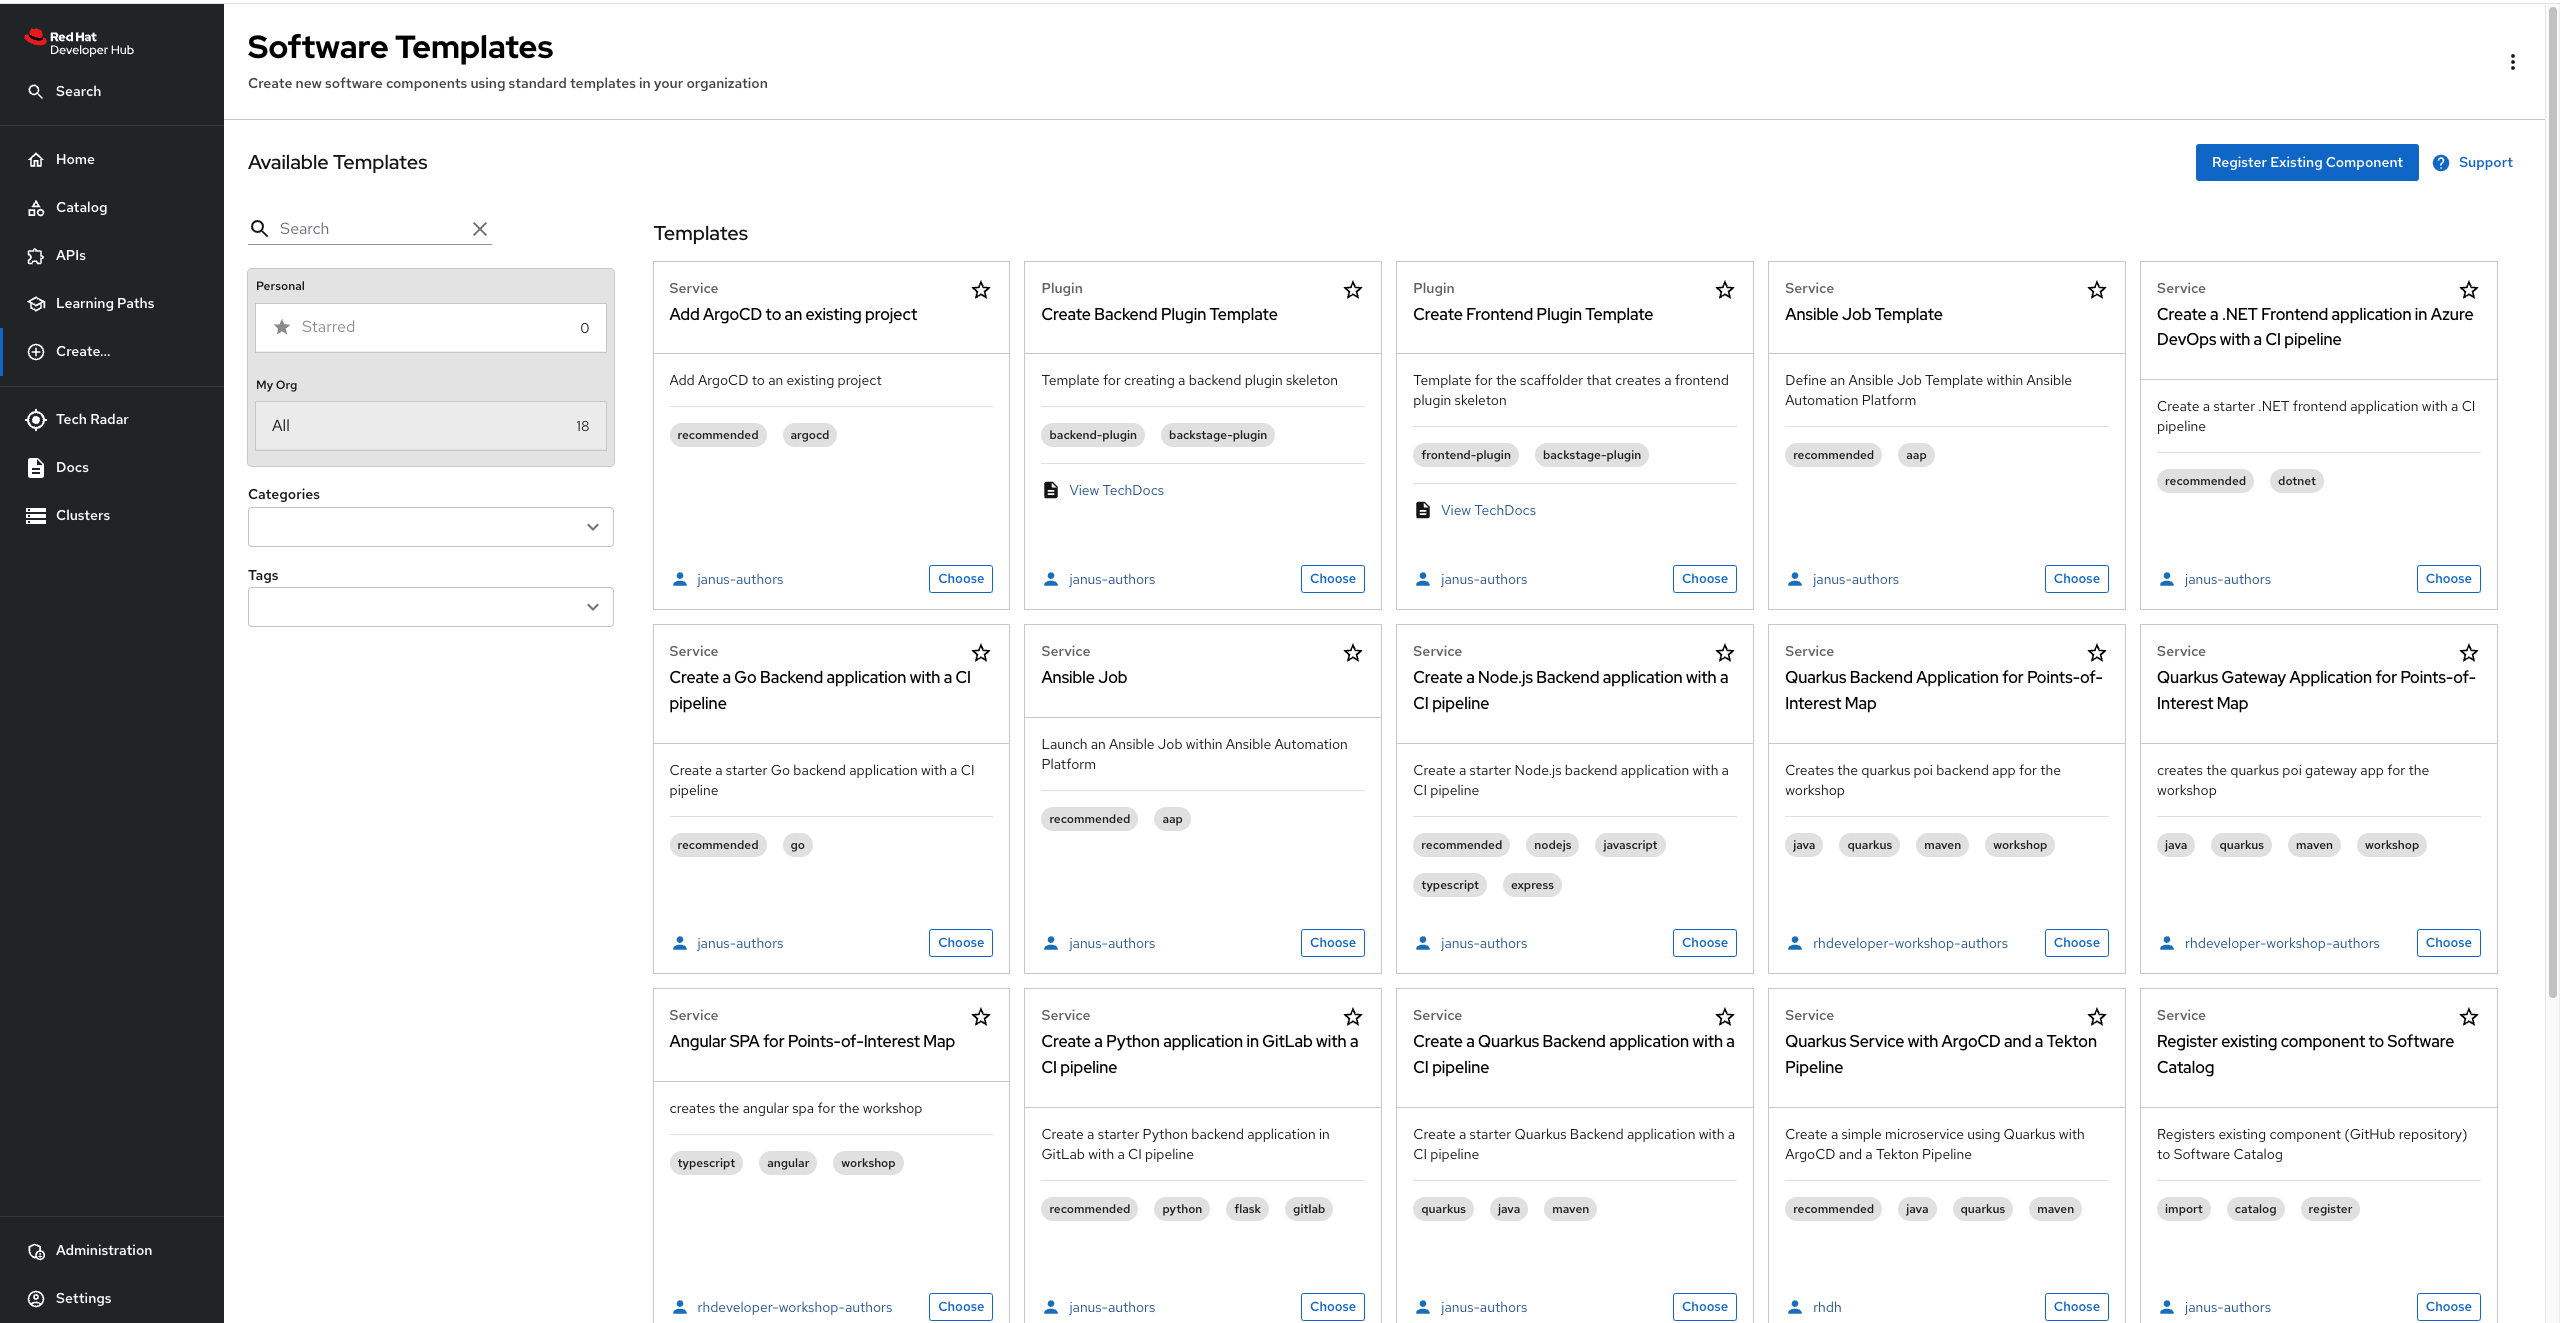 Red Hat
Developer Hub
Search
Home
Catalog
APIs
Learning Paths
Create...
Tech Radar
Docs
Clusters
Administration
Settings
Software Templates
Create new software components using standard templates in your organization
Available Templates
Register Existing Component
Support
Search
Personal
Starred 0
My Org
All 18
Categories
Tags
Templates
Service
Add ArgoCD to an existing project
Add ArgoCD to an existing project
recommended argocd
janus-authors Choose
Plugin
Create Backend Plugin Template
Template for creating a backend plugin skeleton
backend-plugin backstage-plugin
View TechDocs
janus-authors Choose
Plugin
Create Frontend Plugin Template
Template for the scaffolder that creates a frontend
plugin skeleton
frontend-plugin backstage-plugin
View TechDocs
janus-authors Choose
Service
Ansible Job Template
Define an Ansible Job Template within Ansible
Automation Platform
recommended aap
janus-authors Choose
Service
Create a .NET Frontend application in Azure
DevOps with a CI pipeline
Create a starter .NET frontend application with a CI
pipeline
recommended dotnet
janus-authors Choose
Service
Create a Go Backend application with a CI
pipeline
Create a starter Go backend application with a CI
pipeline
recommended go
janus-authors Choose
Service
Ansible Job
Launch an Ansible Job within Ansible Automation
Platform
recommended aap
janus-authors Choose
Service
Create a Node.js Backend application with a
CI pipeline
Create a starter Node.js backend application with a
CI pipeline
recommended nodejs javascript
typescript express
janus-authors Choose
Service
Quarkus Backend Application for Points-of-
Interest Map
Creates the quarkus poi backend app for the
workshop
java quarkus maven workshop
rhdeveloper-workshop-authors Choose
Service
Quarkus Gateway Application for Points-of-
Interest Map
creates the quarkus poi gateway app for the
workshop
java quarkus maven workshop
rhdeveloper-workshop-authors Choose
Service
Angular SPA for Points-of-Interest Map
creates the angular spa for the workshop
typescript angular workshop
rhdeveloper-workshop-authors Choose
Service
Create a Python application in GitLab with a
CI pipeline
Create a starter Python backend application in
GitLab with a CI pipeline
recommended python flask gitlab
janus-authors Choose
Service
Create a Quarkus Backend application with a
CI pipeline
Create a starter Quarkus Backend application with a
CI pipeline
quarkus java maven
janus-authors Choose
Service
Quarkus Service with ArgoCD and a Tekton
Pipeline
Create a simple microservice using Quarkus with
ArgoCD and a Tekton Pipeline
recommended java quarkus maven
rhdh Choose
Service
Register existing component to Software
Catalog
Registers existing component (GitHub repository)
to Software Catalog
import catalog register
janus-authors Choose